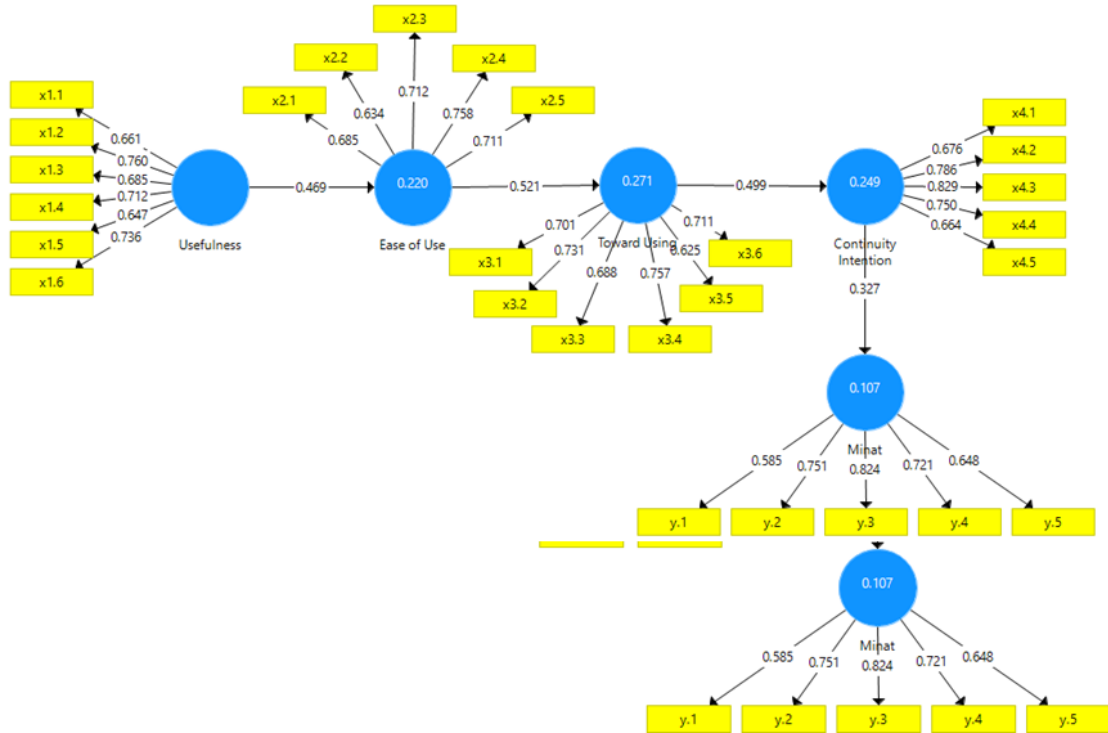 x2.3
x2.2
x2.4
x2.1
x2.5
0.712
0.634
0.758
0.685
0.711
x1.1
x1.2
x1.3
x1.4
x1.5
x1.6
0.661
0.760
0.685
0.712
0.647
0.736
Usefulness
0.469
0.220
Ease of Use
0.521
0.271
Toward Using
0.701
0.731
0.688
0.757
0.625
0.711
x3.1
x3.2
x3.3
x3.4
x3.5
x3.6
0.499
0.249
Continuity
Intention
0.676
0.786
0.829
0.750
0.664
x4.1
x4.2
x4.3
x4.4
x4.5
0.327
0.107
Minat
0.585
0.751
0.824
0.721
0.648
y.1
y.2
y.3
y.4
y.5
0.107
Minat
0.585
0.751
0.824
0.721
0.648
y.1
y.2
y.3
y.4
y.5